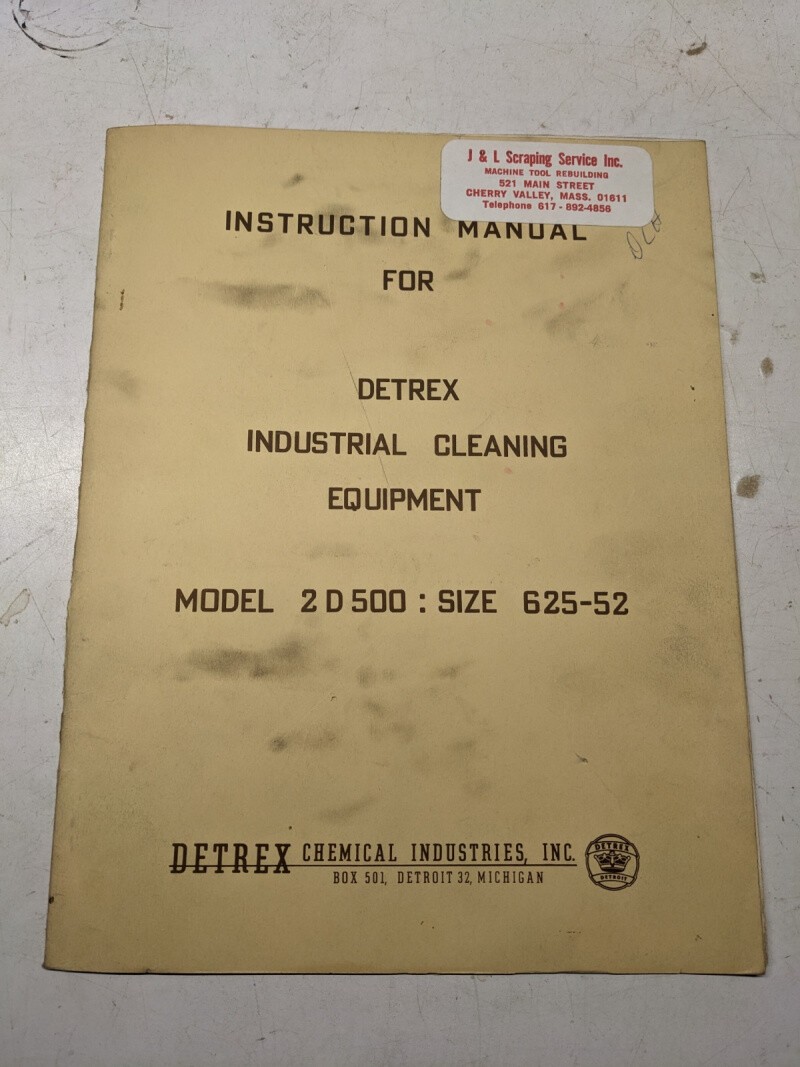 J & L Scraping Service Inc.
MACHINE TOOL REBUILDING
521 MAIN STREET
CHERRY VALLEY, MASS. 01611
Telephone 617 - 892-4856
INSTRUCTION MANUAL
FOR
DETREX
INDUSTRIAL CLEANING
EQUIPMENT
MODEL 2D500 : SIZE 625-52
DETREX CHEMICAL INDUSTRIES, INC.
BOX 501, DETROIT 32, MICHIGAN
DETREX
DETROIT